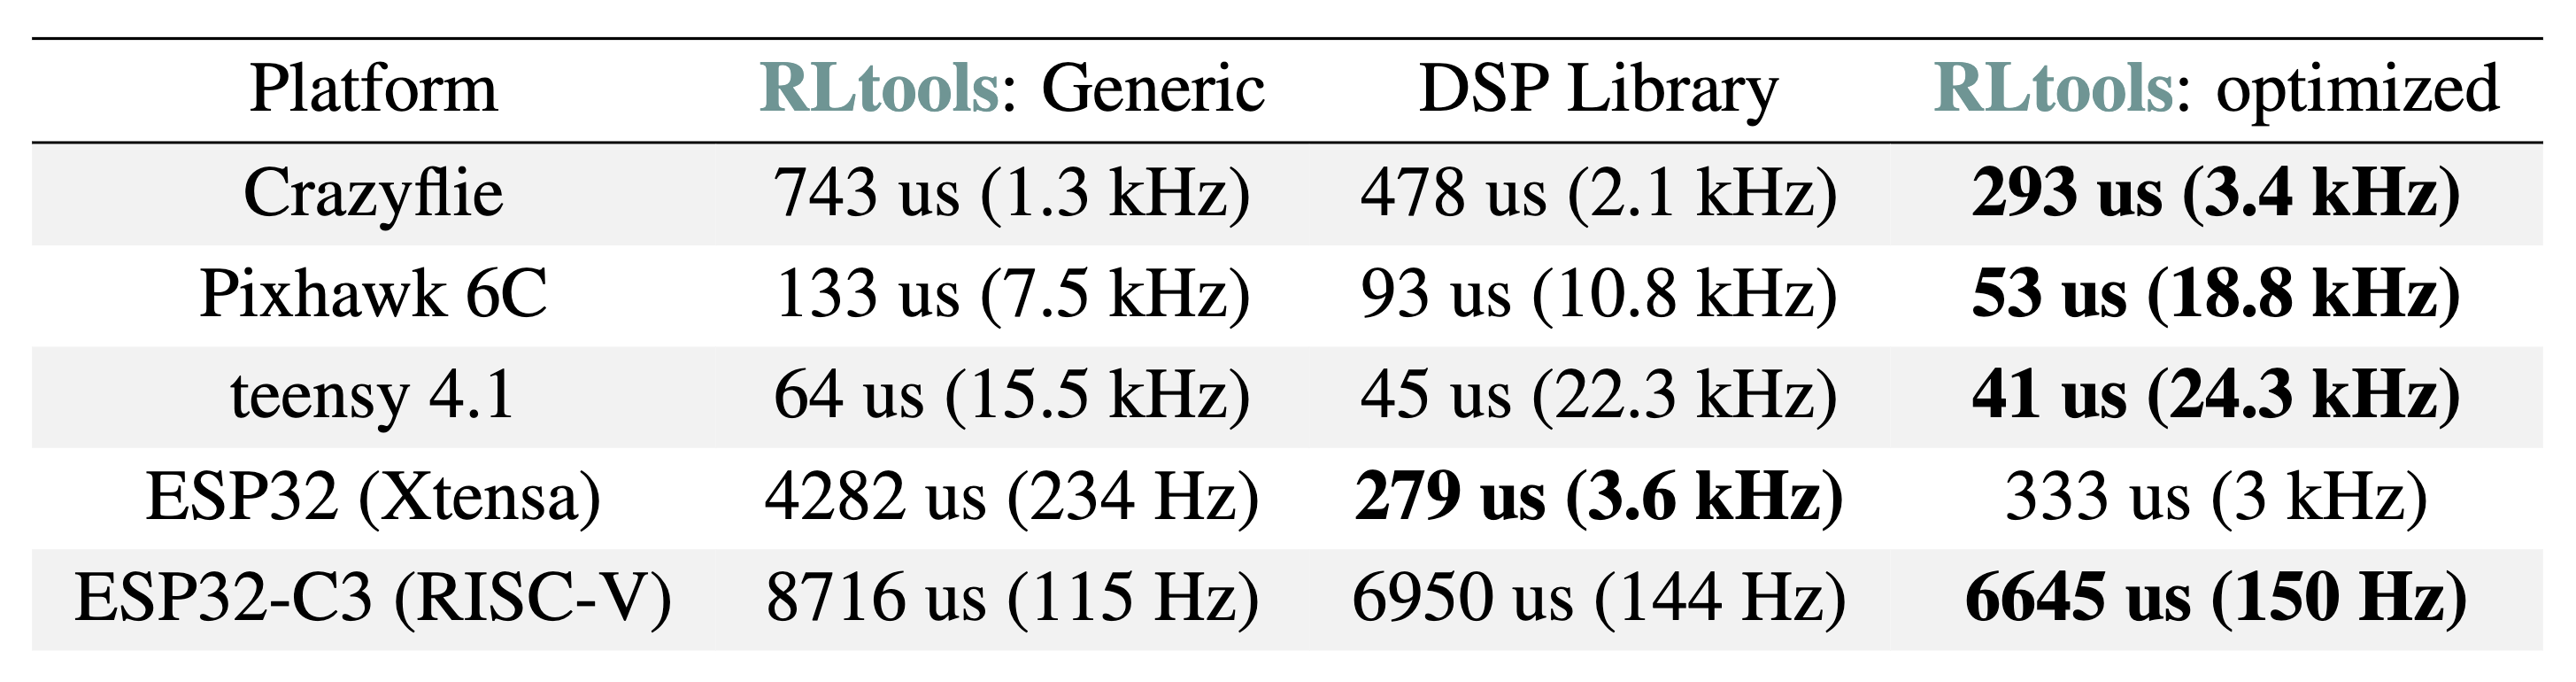 Platform RLtools: Generic DSP Library RLtools: optimized
Crazyflie 743 us (1.3 kHz) 478 us (2.1 kHz) 293 us (3.4 kHz)
Pixhawk 6C 133 us (7.5 kHz) 93 us (10.8 kHz) 53 us (18.8 kHz)
teensy 4.1 64 us (15.5 kHz) 45 us (22.3 kHz) 41 us (24.3 kHz)
ESP32 (Xtensa) 4282 us (234 Hz) 279 us (3.6 kHz) 333 us (3 kHz)
ESP32-C3 (RISC-V) 8716 us (115 Hz) 6950 us (144 Hz) 6645 us (150 Hz)